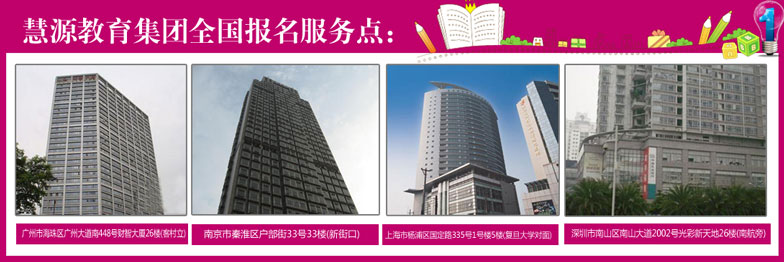 慧源教育集团全国报名服务点：
1
广州市海珠区广州大道南448号财智大厦26楼(客村立)
南京市秦淮区户部街33号33楼(新街口)
上海市杨浦区国定路335号1号楼5楼(复旦大学对面)
深圳市南山区南山大道2002号光彩新天地26楼(南航旁)